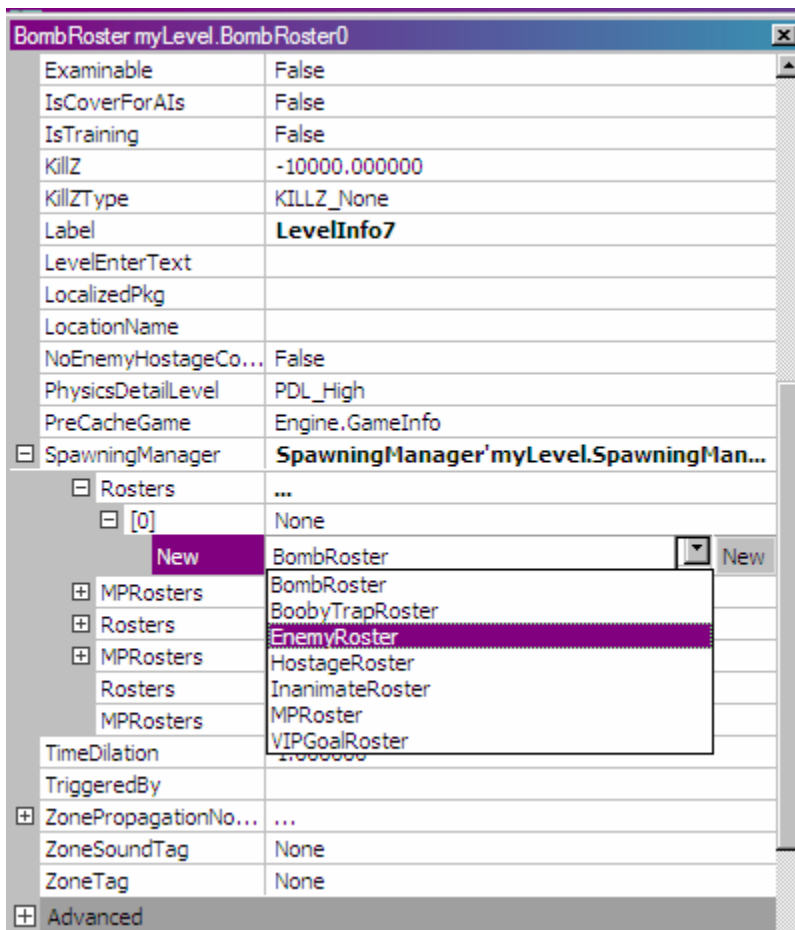 BombRoster myLevel.BombRoster0
Examinable False
IsCoverForAIs False
IsTraining False
KillZ -10000.000000
KillZType KILLZ_None
Label LevelInfo7
LevelEnterText
LocalizedPkg
LocationName
NoEnemyHostageCo... False
PhysicsDetailLevel PDL_High
PreCacheGame Engine.GameInfo
SpawningManager SpawningManager'myLevel.SpawningMan...
Rosters ...
[0] None
New BombRoster New
BombRoster
MPRosters
BoobyTrapRoster
Rosters
EnemyRoster
MPRosters
HostageRoster
Rosters
InanimateRoster
MPRosters
MPRoster
VIPGoalRoster
TimeDilation 1.000000
TriggeredBy
ZonePropagationNo... ...
ZoneSoundTag None
ZoneTag None
Advanced